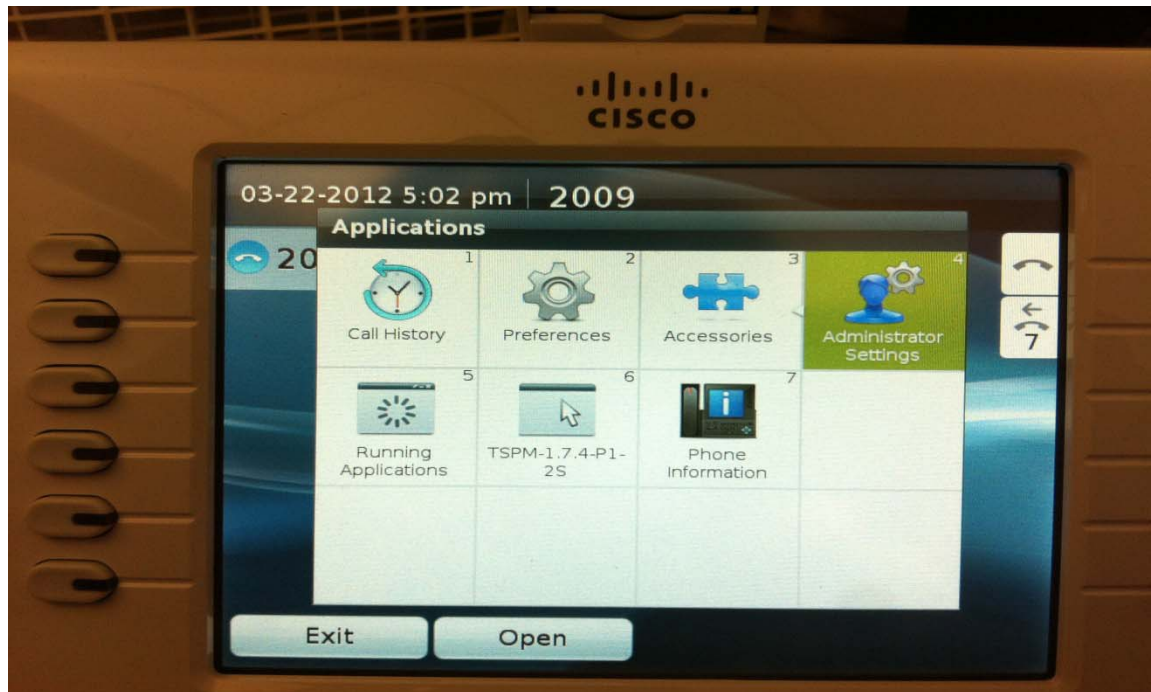 CISCO
03-22-2012 5:02 pm 2009
Applications
20
1
Call History
2
Preferences
3
Accessories
4
Administrator
Settings
7
5
Running
Applications
6
TSPM-1.7.4-P1-
2S
7
Phone
Information
Exit
Open